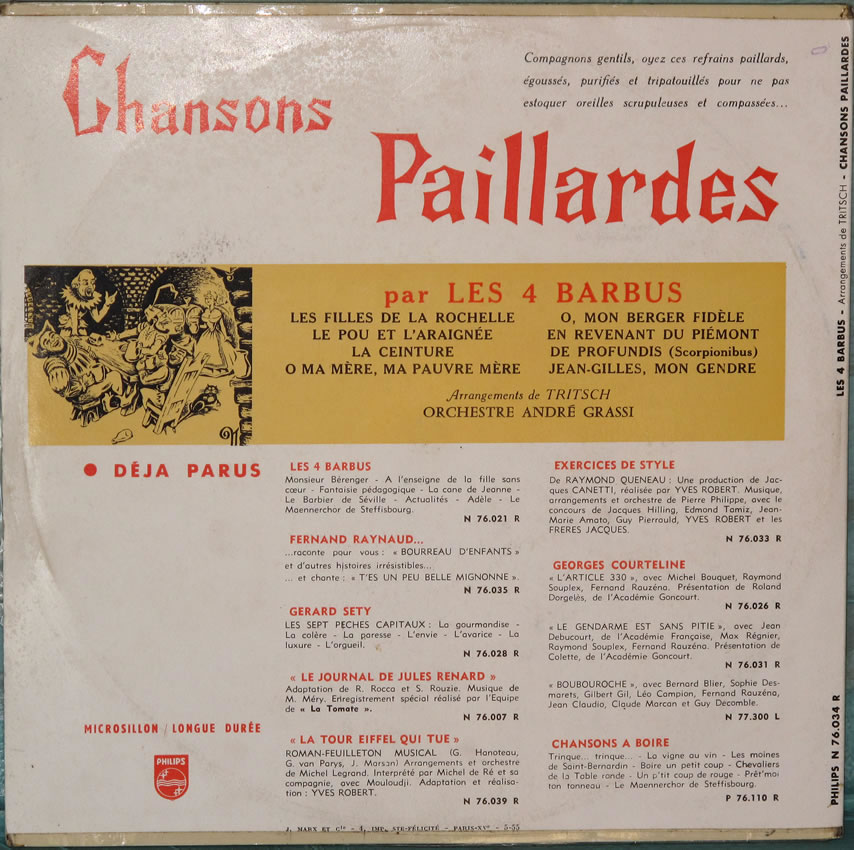 Chansons
Paillardes
Compagnons gentils, oyez ces refrains paillards,
égoussés, purifiés et tripatouillés pour ne pas
estoquer oreilles scrupuleuses et compassées...
par LES 4 BARBUS
LES FILLES DE LA ROCHELLE
LE POU ET L'ARAIGNÉE
LA CEINTURE
O MA MÈRE, MA PAUVRE MÈRE
O, MON BERGER FIDÈLE
EN REVENANT DU PIÉMONT
DE PROFUNDIS (Scorpionibus)
JEAN-GILLES, MON GENDRE
Arrangements de TRITSCH
ORCHESTRE ANDRÉ GRASSI
• DÉJA PARUS
LES 4 BARBUS
Monsieur Bérenger - A l'enseigne de la fille sans
cœur - Fantaisie pédagogique - La cane de Jeanne -
Le Barbier de Séville - Actualités - Adèle - Le
Maennerchor de Steffisbourg.
N 76.021 R
FERNAND RAYNAUD...
...raconte pour vous : « BOURREAU D'ENFANTS »
et d'autres histoires irrésistibles...
... et chante : « T'ES UN PEU BELLE MIGNONNE ».
N 76.035 R
GERARD SETY
LES SEPT PECHES CAPITAUX : La gourmandise -
La colère - La paresse - L'envie - L'avarice - La
luxure - L'orgueil.
N 76.028 R
« LE JOURNAL DE JULES RENARD »
Adaptation de R. Rocca et S. Rouzie. Musique de
M. Méry. Enregistrement spécial réalisé par l'Equipe
de « La Tomate ».
N 76.007 R
« LA TOUR EIFFEL QUI TUE »
ROMAN-FEUILLETON MUSICAL (G. Hanoteau,
G. van Parys, J. Marsan) Arrangements et orchestre
de Michel Legrand. Interprété par Michel de Ré et sa
compagnie, avec Mouloudji. Adaptation et réalisa-
tion : YVES ROBERT.
N 76.039 R
EXERCICES DE STYLE
De RAYMOND QUENEAU : Une production de Jac-
ques CANETTI, réalisée par YVES ROBERT. Musique,
arrangements et orchestre de Pierre Philippe, avec le
concours de Jacques Hilling, Edmond Tamiz, Jean-
Marie Amato, Guy Pierrauld, YVES ROBERT et les
FRERES JACQUES.
N 76.033 R
GEORGES COURTELINE
« L'ARTICLE 330 », avec Michel Bouquet, Raymond
Souplex, Fernand Rauzéna. Présentation de Roland
Dorgelès, de l'Académie Goncourt.
N 76.026 R
« LE GENDARME EST SANS PITIE », avec Jean
Debucourt, de l'Académie Française, Max Régnier,
Raymond Souplex, Fernand Rauzéna. Présentation de
Colette, de l'Académie Goncourt.
N 76.031 R
« BOUBOUROCHE », avec Bernard Blier, Sophie Des-
marets, Gilbert Gil, Léo Campion, Fernand Rauzéna,
Jean Claudio, Claude Marcan et Guy Décomble.
N 77.300 L
CHANSONS A BOIRE
Trinque... trinque... - La vigne au vin - Les moines
de Saint-Bernardin - Boire un petit coup - Chevaliers
de la Table ronde - Un p'tit coup de rouge - Prêt'moi
ton tonneau - Le Maennerchor de Steffisbourg.
P 76.110 R
MICROSILLON / LONGUE DURÉE
PHILIPS
J. MARX ET Cie - 4, IMP. STE-FÉLICITÉ - PARIS-XVe - 5-55
LES 4 BARBUS - Arrangements de TRITSCH - CHANSONS PAILLARDES
PHILIPS N 76.034 R